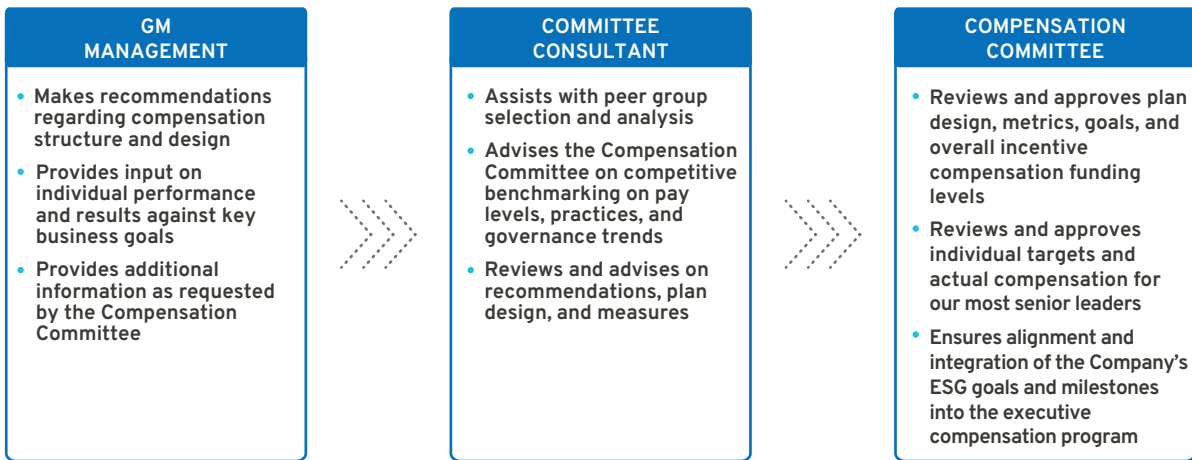 GM
MANAGEMENT
• Makes recommendations
regarding compensation
structure and design
• Provides input on
individual performance
and results against key
business goals
• Provides additional
information as requested
by the Compensation
Committee
COMMITTEE
CONSULTANT
• Assists with peer group
selection and analysis
• Advises the Compensation
Committee on competitive
benchmarking on pay
levels, practices, and
governance trends
• Reviews and advises on
recommendations, plan
design, and measures
COMPENSATION
COMMITTEE
• Reviews and approves plan
design, metrics, goals, and
overall incentive
compensation funding
levels
• Reviews and approves
individual targets and
actual compensation for
our most senior leaders
• Ensures alignment and
integration of the Company’s
ESG goals and milestones
into the executive
compensation program